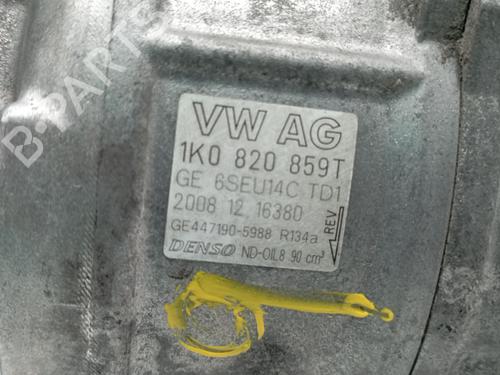 B-PARTS
VW AG
1K0 820 859T
GE 6SEU14C TD1
2008 12 16380
GE447190-5988 R134a
DENSO ND-OIL8 90 cm³
REV